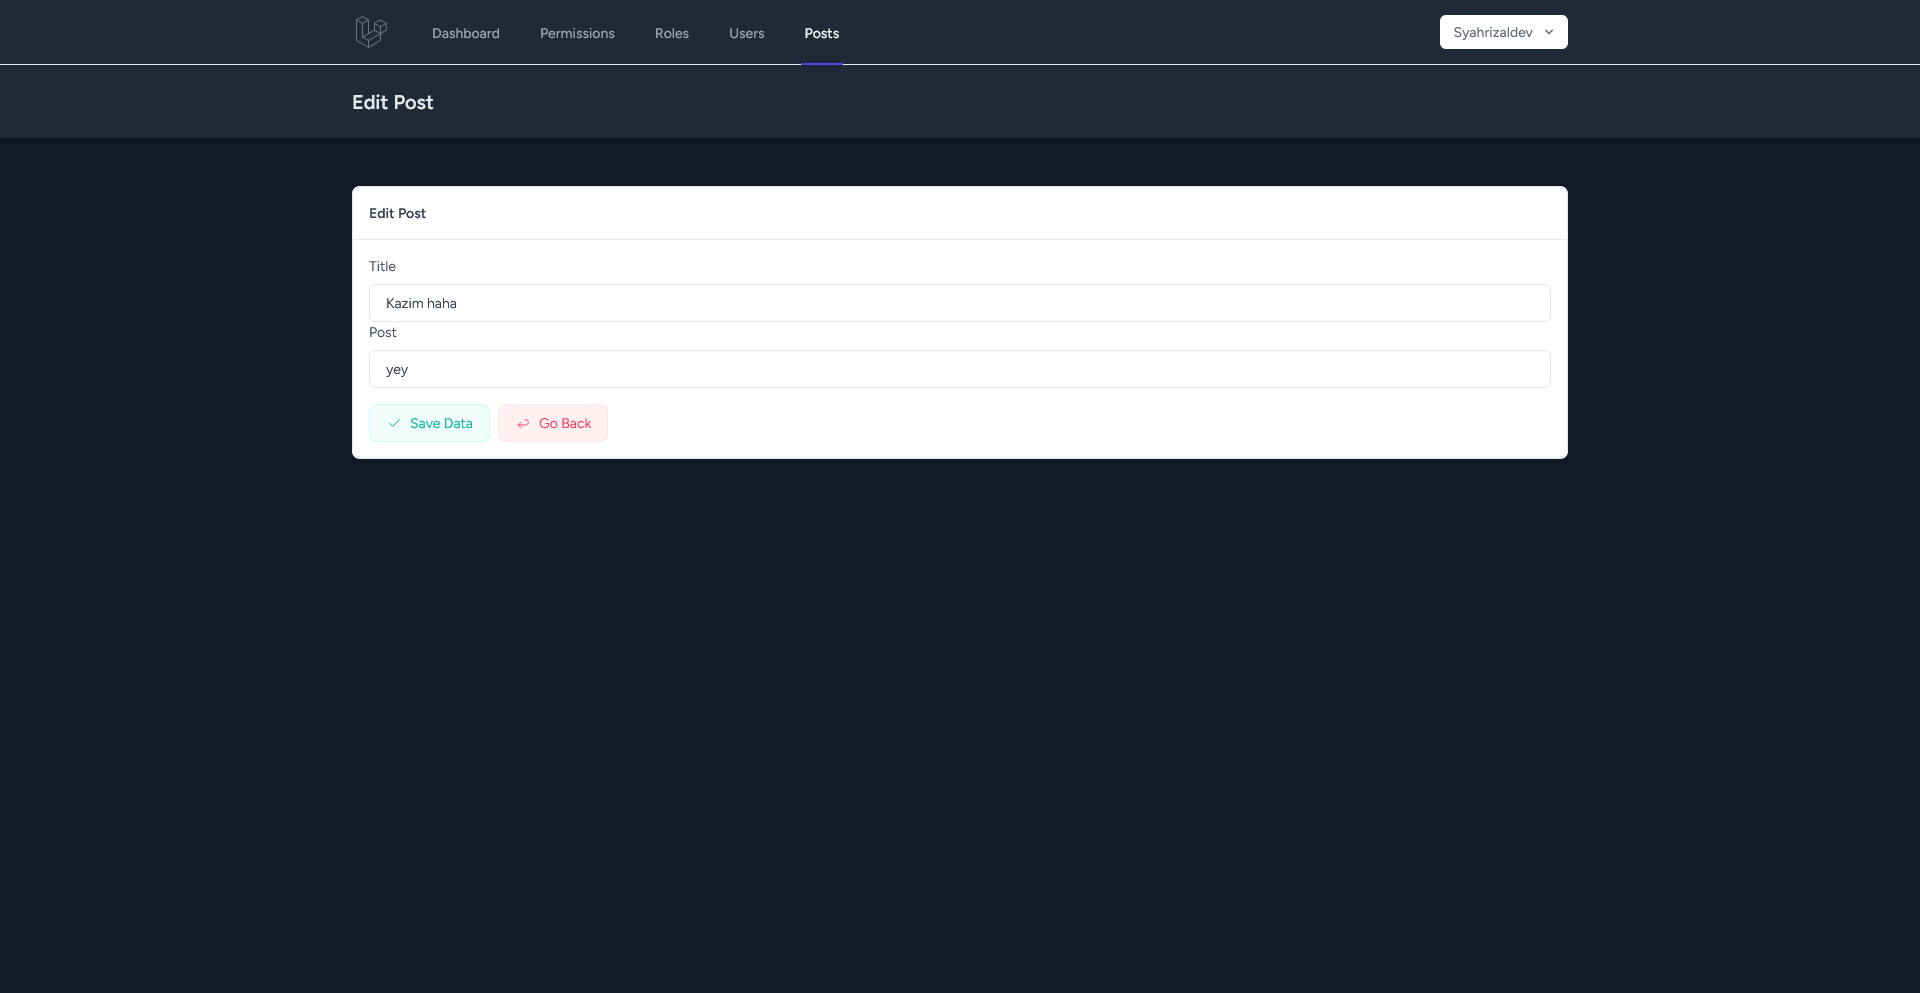 Dashboard Permissions Roles Users Posts Syahrizaldev
Edit Post
Edit Post
Title
Kazim haha
Post
yey
Save Data Go Back